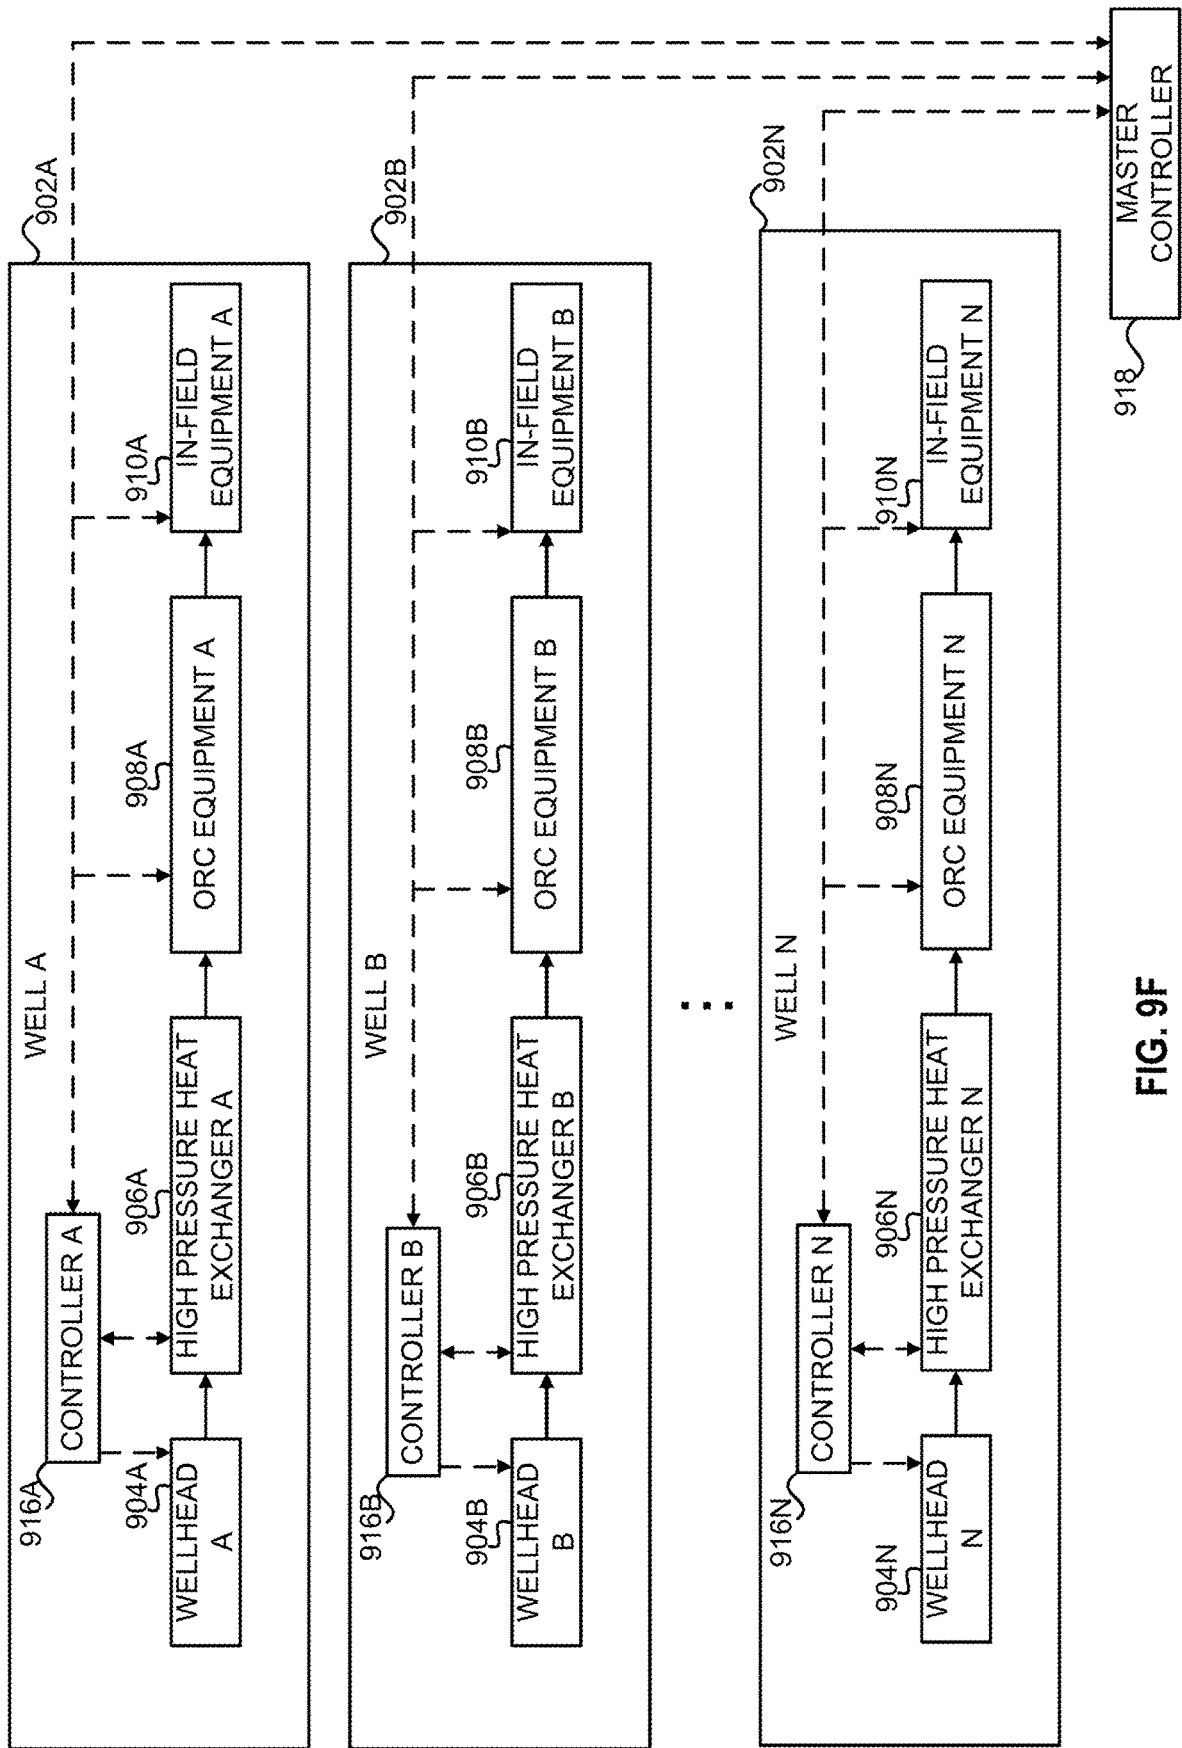 902A
WELL A
916A
CONTROLLER A
904A
WELLHEAD
A
906A
HIGH PRESSURE HEAT
EXCHANGER A
908A
ORC EQUIPMENT A
910A
IN-FIELD
EQUIPMENT A
902B
WELL B
916B
CONTROLLER B
904B
WELLHEAD
B
906B
HIGH PRESSURE HEAT
EXCHANGER B
908B
ORC EQUIPMENT B
910B
IN-FIELD
EQUIPMENT B
902N
WELL N
916N
CONTROLLER N
904N
WELLHEAD
N
906N
HIGH PRESSURE HEAT
EXCHANGER N
908N
ORC EQUIPMENT N
910N
IN-FIELD
EQUIPMENT N
918
MASTER
CONTROLLER
FIG. 9F